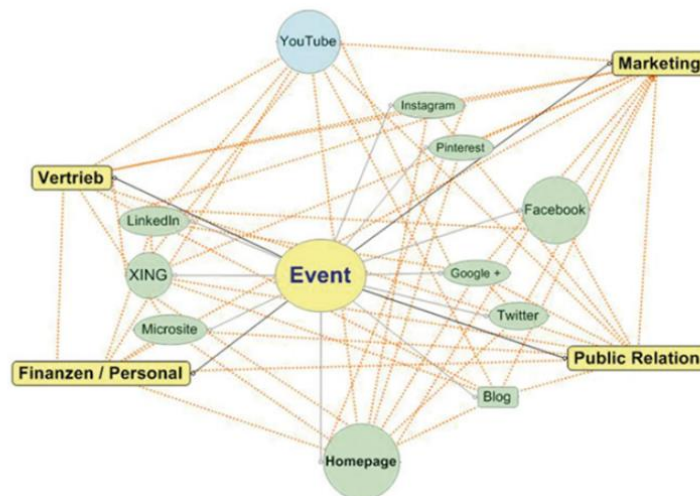 YouTube
Marketing
Instagram
Pinterest
Vertrieb
LinkedIn
Facebook
XING
Event
Google +
Twitter
Microsite
Public Relation
Finanzen / Personal
Blog
Homepage